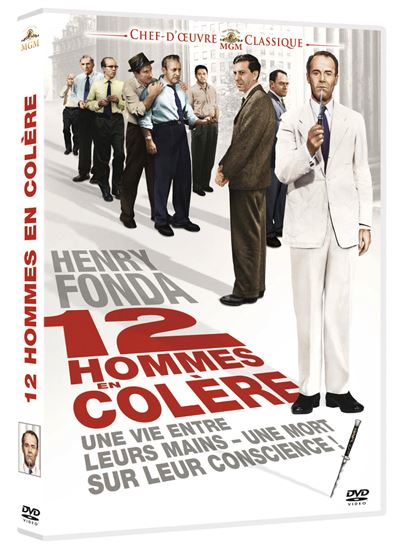 MGM
CHEF-D'ŒUVRE MGM CLASSIQUE
12 HOMMES EN COLÈRE
HENRY
FONDA
12
HOMMES
EN
COLÈRE
UNE VIE ENTRE
LEURS MAINS – UNE MORT
SUR LEUR CONSCIENCE !
DVD
VIDEO
DVD
VIDEO